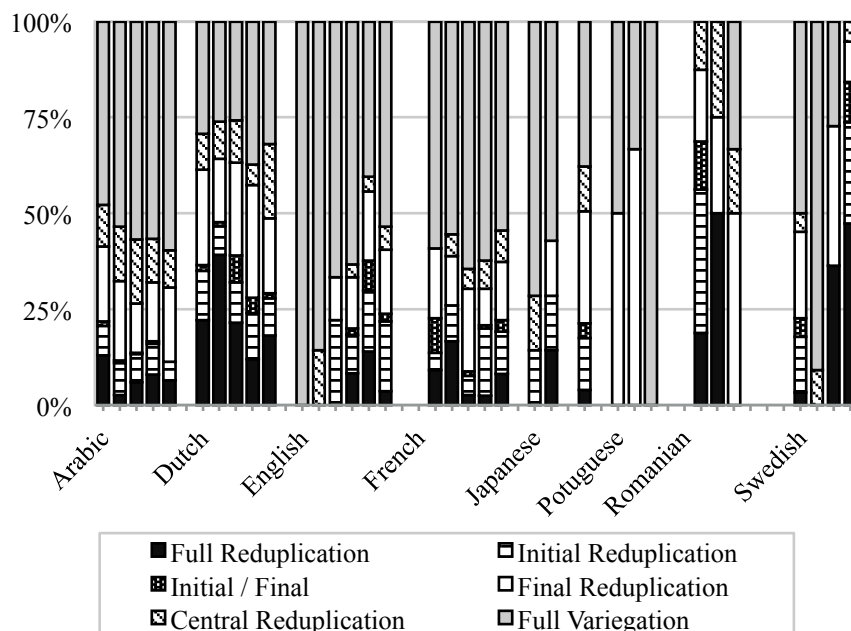 100%
75%
50%
25%
0%
Arabic
Dutch
English
French
Japanese
Potuguese
Romanian
Swedish
Full Reduplication Initial Reduplication
Initial / Final Final Reduplication
Central Reduplication Full Variegation